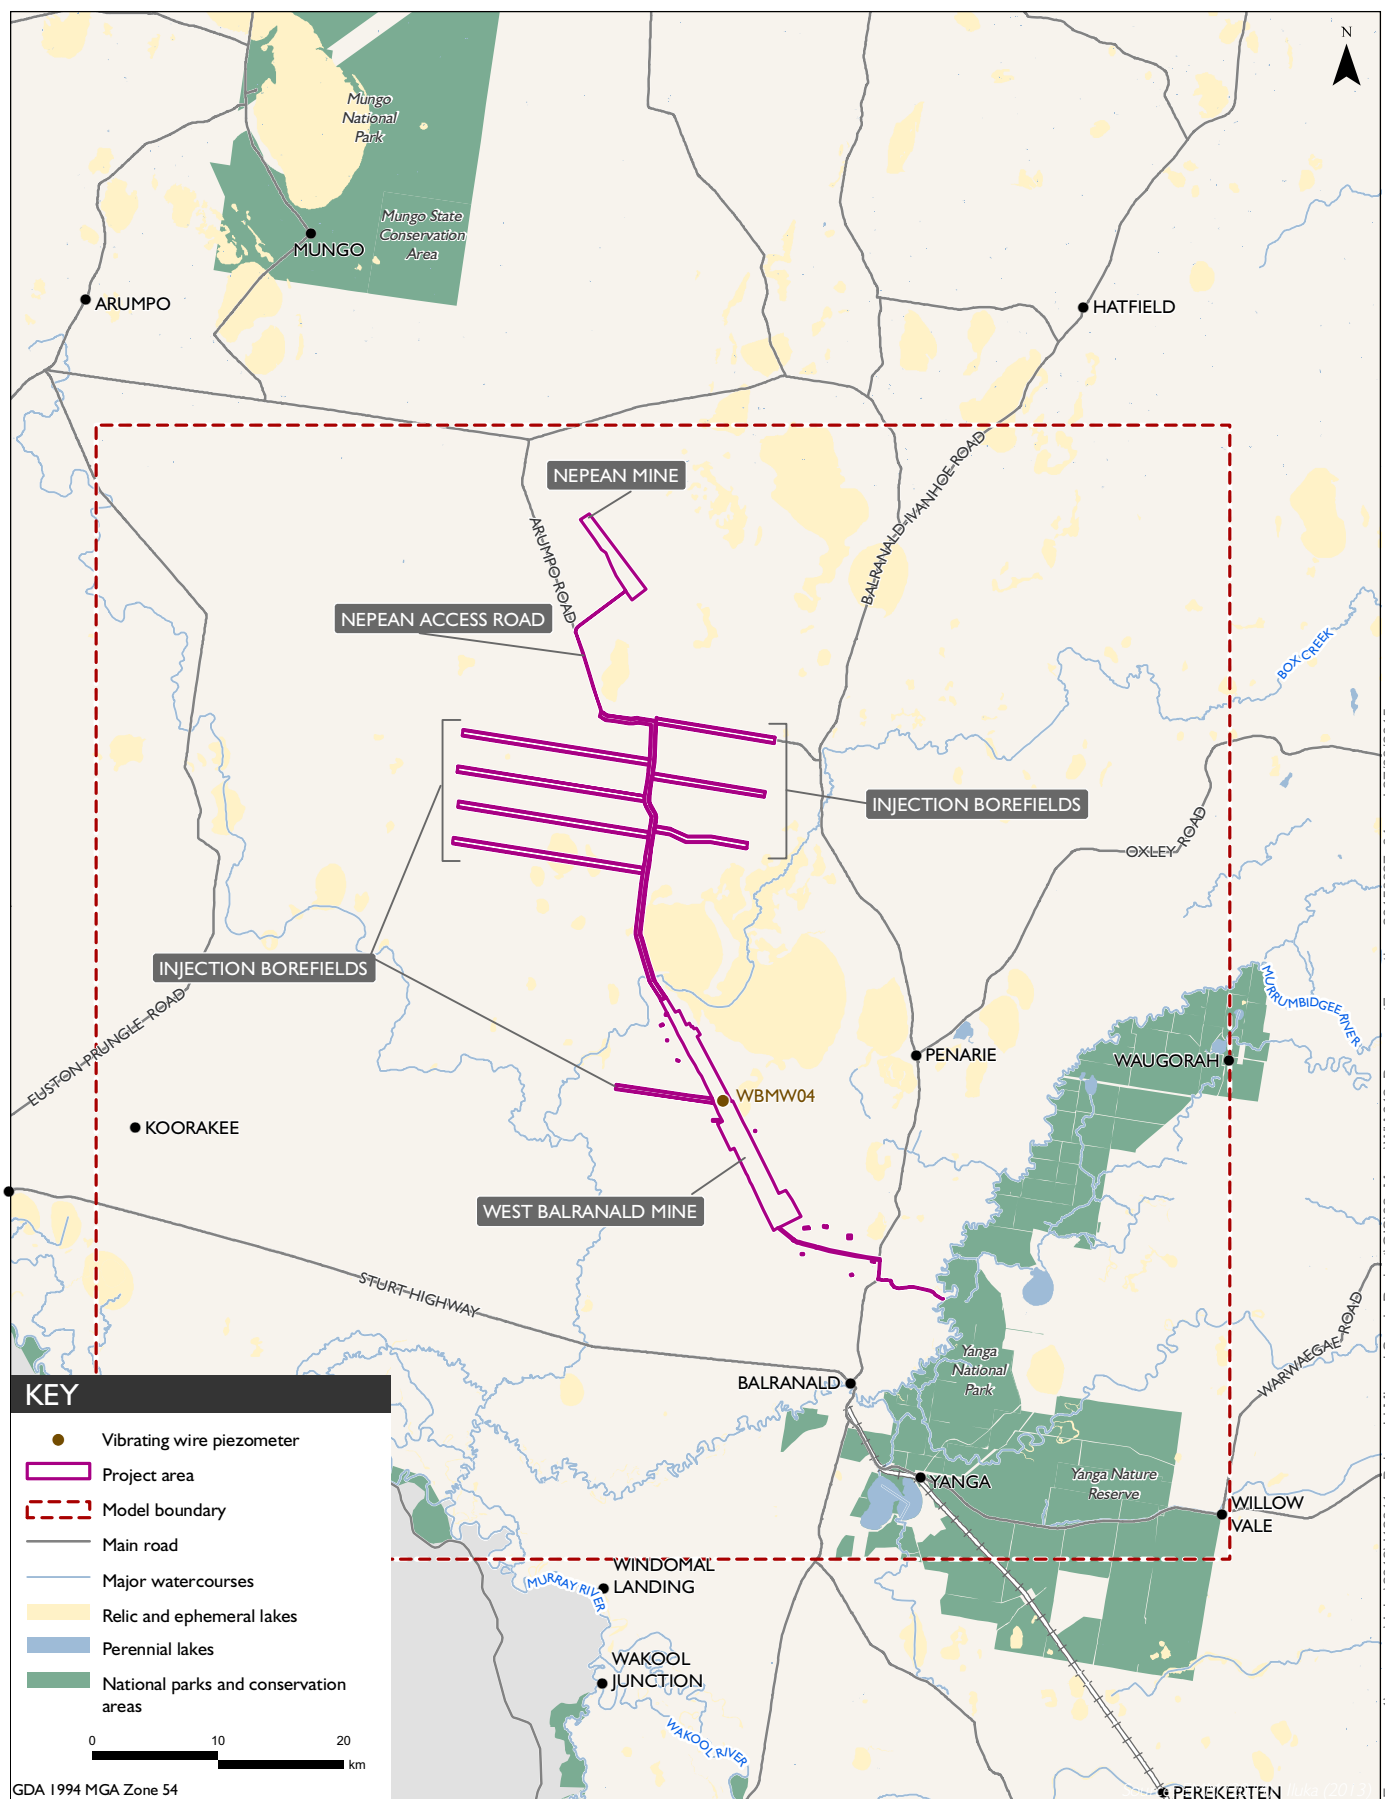 N
Mungo
National
Park
Mungo State
Conservation
Area
MUNGO
ARUMPO
HATFIELD
NEPEAN MINE
BALRANALD-IVANHOE-ROAD
ARUMPO-ROAD
NEPEAN ACCESS ROAD
BOX CREEK
INJECTION BOREFIELDS
OXLEY ROAD
INJECTION BOREFIELDS
MURRUMBIDGEE RIVER
EUSTON-PRUNGLE-ROAD
PENARIE
WAUGORAH
WBMW04
KOORAKEE
WEST BALRANALD MINE
STURT HIGHWAY
WARWAEGAE ROAD
Yanga
National
Park
BALRANALD
YANGA
Yanga Nature
Reserve
WILLOW
VALE
WINDOMAL
LANDING
MURRAY RIVER
WAKOOL
JUNCTION
WAKOOL RIVER
PEREKERTEN
KEY
Vibrating wire piezometer
Project area
Model boundary
Main road
Major watercourses
Relic and ephemeral lakes
Perennial lakes
National parks and conservation
areas
0 10 20
km
GDA 1994 MGA Zone 54